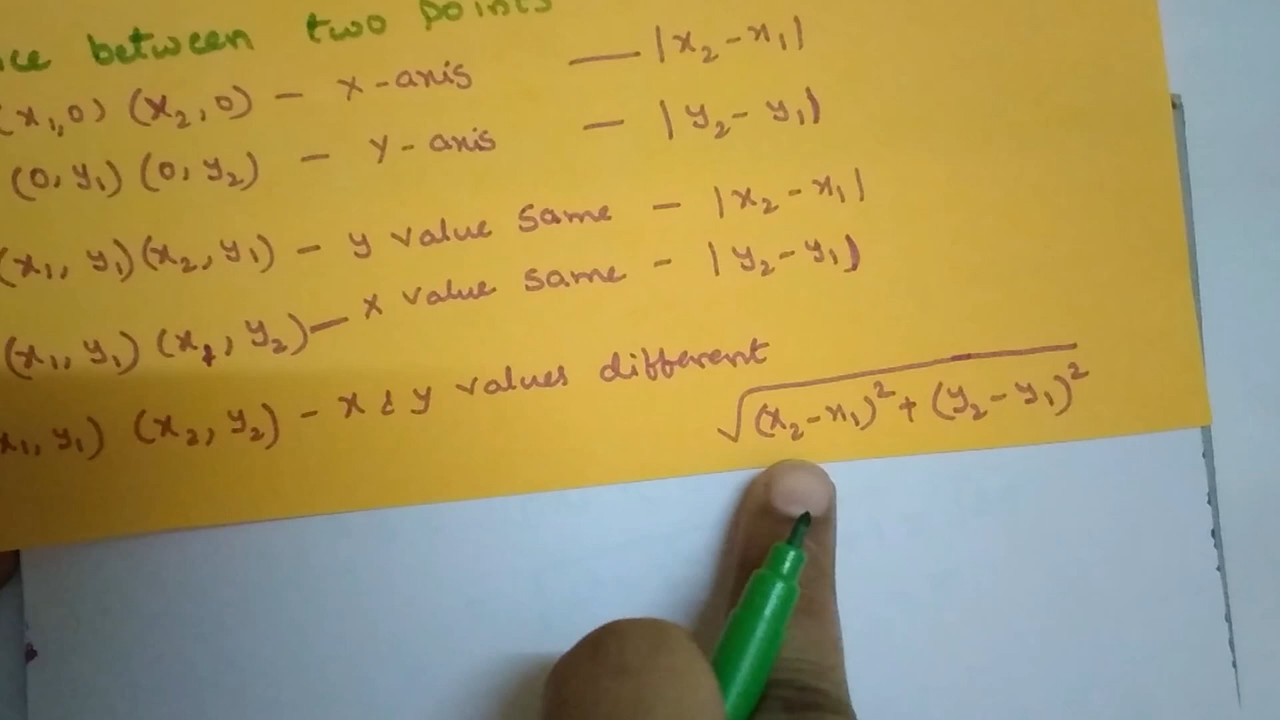 between two points
(x₁,0) (x₂,0) – x-axis — |x₂-x₁|
(0,y₁) (0,y₂) – y-axis – |y₂-y₁|
(x₁,y₁)(x₂,y₁) – y value same – |x₂-x₁|
(x₁,y₁) (x₁,y₂) – x value same – |y₂-y₁|
x₁,y₁) (x₂,y₂) – x & y values different √(x₂-x₁)²+(y₂-y₁)²